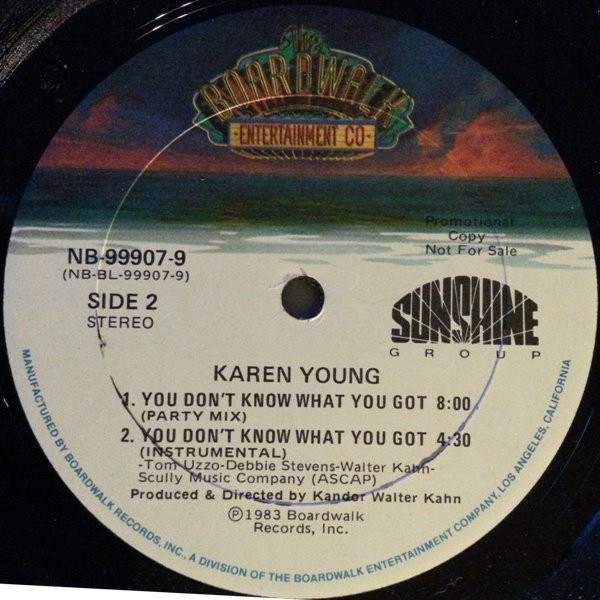 The
BOARDWALK
ENTERTAINMENT CO.
Promotional
Copy
Not For Sale
NB-99907-9
(NB-BL-99907-9)
SIDE 2
STEREO
SUNSHINE
GROUP
KAREN YOUNG
1. YOU DON'T KNOW WHAT YOU GOT 8:00
(PARTY MIX)
2. YOU DON'T KNOW WHAT YOU GOT 4:30
(INSTRUMENTAL)
-Tom Uzzo-Debbie Stevens-Walter Kahn-
Scully Music Company (ASCAP)
Produced & Directed by Kandor Walter Kahn
℗1983 Boardwalk
Records, Inc.
MANUFACTURED BY BOARDWALK RECORDS, INC., A DIVISION OF THE BOARDWALK ENTERTAINMENT COMPANY, LOS ANGELES, CALIFORNIA